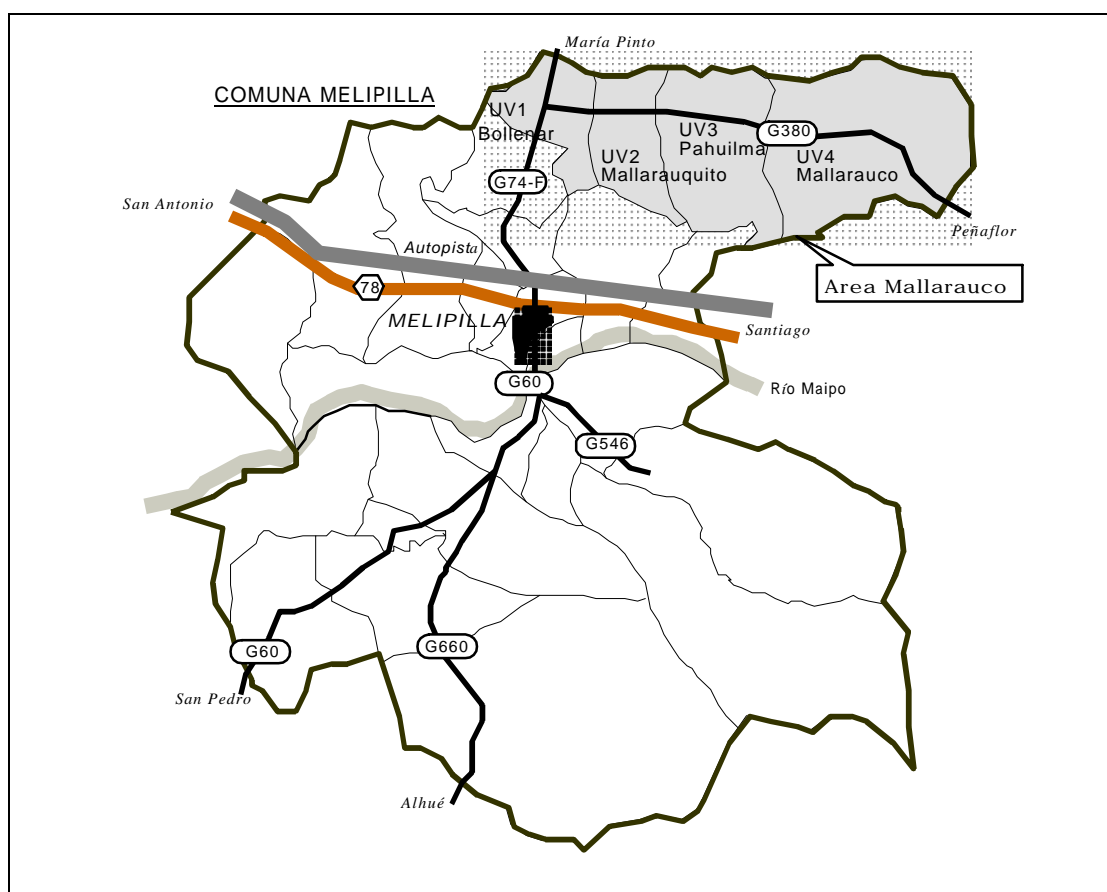 María Pinto
COMUNA MELIPILLA
UV1
Bollenar
G380
UV3
Pahuilma
UV2
Mallarauquito
UV4
Mallarauco
G74-F
San Antonio
Peñaflor
Autopista
Area Mallarauco
78
MELIPILLA
Santiago
G60
Río Maipo
G546
G60
G660
San Pedro
Alhué